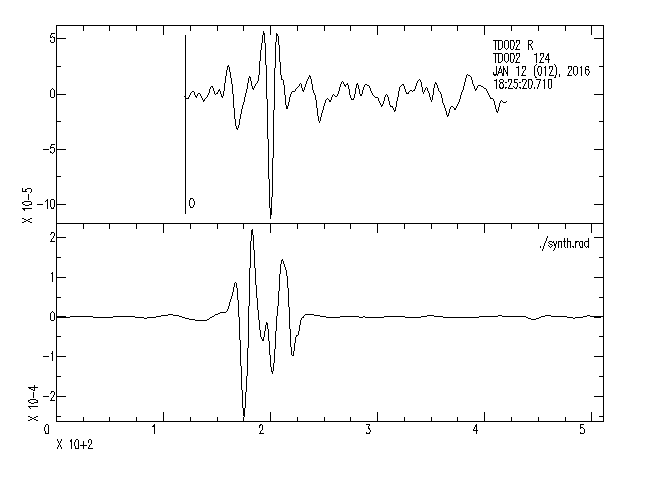 5
TD002 R
TD002 124
JAN 12 (012), 2016
18:25:20.710
0
-5
-10
X 10-5
O
2
./synth.rad
1
0
-1
-2
X 10-4
0 1 2 3 4 5
X 10+2